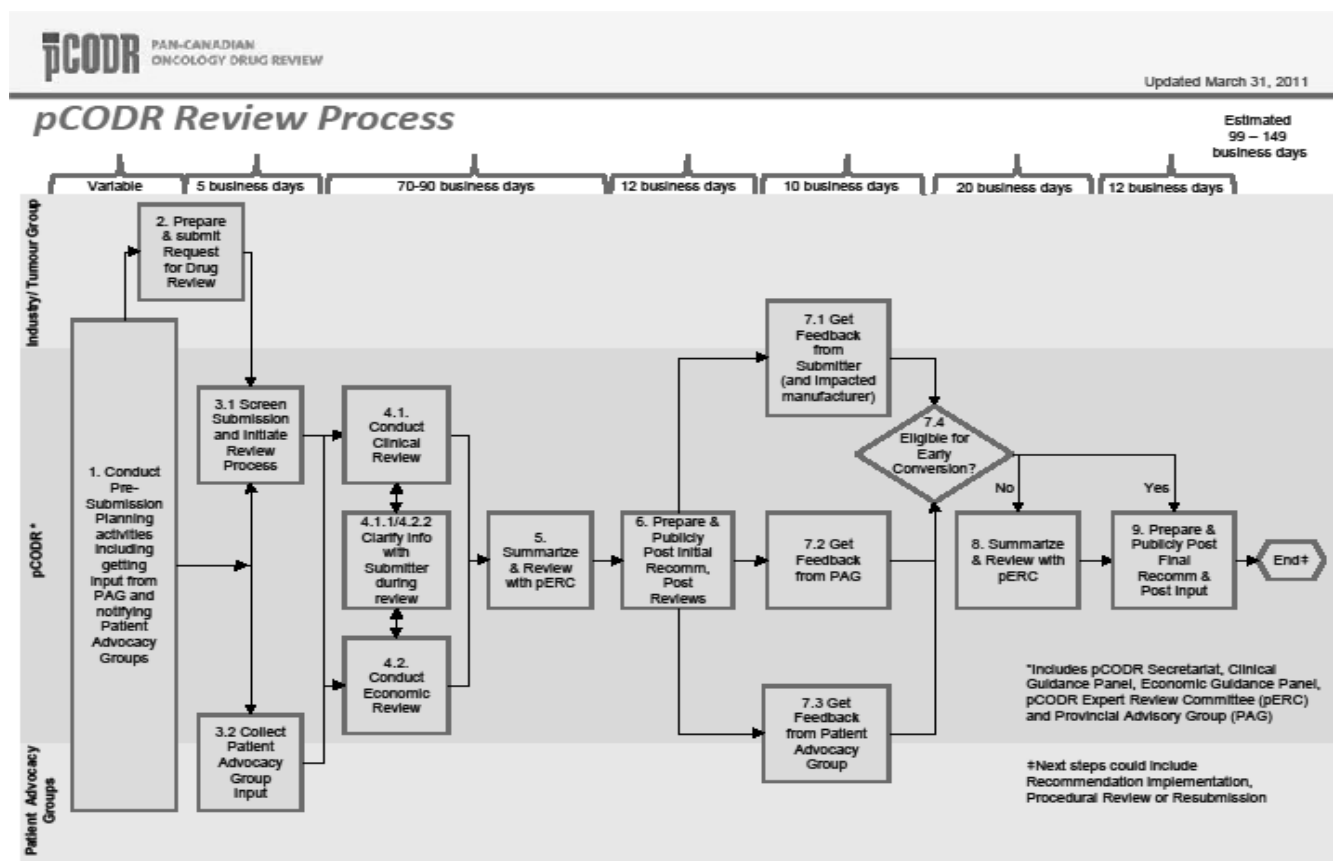 pCODR
PAN-CANADIAN
ONCOLOGY DRUG REVIEW
Updated March 31, 2011
pCODR Review Process
Estimated
99 – 149
business days
Variable
5 business days
70-90 business days
12 business days
10 business days
20 business days
12 business days
Industry/ Tumour Group
2. Prepare
& submit
Request
for Drug
Review
7.1 Get
Feedback
from
Submitter
(and impacted
manufacturer)
pCODR *
1. Conduct
Pre-
Submission
Planning
activities
including
getting
input from
PAG and
notifying
Patient
Advocacy
Groups
3.1 Screen
Submission
and Initiate
Review
Process
4.1.
Conduct
Clinical
Review
4.1.1/4.2.2
Clarify Info
with
Submitter
during
review
4.2.
Conduct
Economic
Review
5.
Summarize
& Review
with pERC
6. Prepare &
Publicly
Post Initial
Recomm,
Post
Reviews
7.2 Get
Feedback
from PAG
7.4
Eligible for
Early
Conversion?
No
Yes
8. Summarize
& Review with
pERC
9. Prepare &
Publicly Post
Final
Recomm &
Post Input
End‡
3.2 Collect
Patient
Advocacy
Group
Input
7.3 Get
Feedback
from Patient
Advocacy
Group
*Includes pCODR Secretariat, Clinical
Guidance Panel, Economic Guidance Panel,
pCODR Expert Review Committee (pERC)
and Provincial Advisory Group (PAG)
Patient Advocacy
Groups
‡Next steps could include
Recommendation Implementation,
Procedural Review or Resubmission